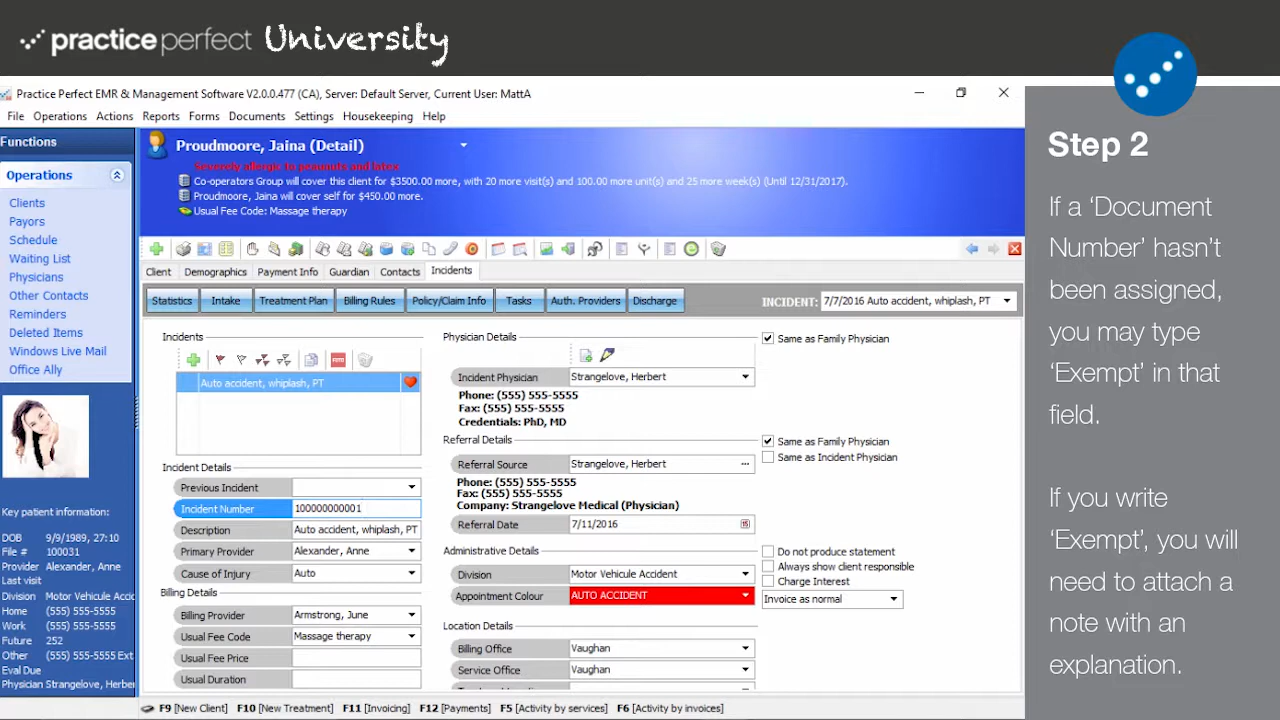 practiceperfect University
Practice Perfect EMR & Management Software V2.0.0.477 (CA), Server: Default Server, Current User: MattA
File Operations Actions Reports Forms Documents Settings Housekeeping Help
Functions
Operations
Clients
Payors
Schedule
Waiting List
Physicians
Other Contacts
Reminders
Deleted Items
Windows Live Mail
Office Ally
Key patient information:
DOB 9/9/1989, 27:10
File # 100031
Provider Alexander, Anne
Last visit
Division Motor Vehicule Accid
Home (555) 555-5555
Work (555) 555-5555
Future 252
Other (555) 555-5555 Ext
Eval Due
Physician Strangelove, Herber
Proudmoore, Jaina (Detail)
Severely allergic to peanunts and latex
Co-operators Group will cover this client for $3500.00 more, with 20 more visit(s) and 100.00 more unit(s) and 25 more week(s) (Until 12/31/2017).
Proudmoore, Jaina will cover self for $450.00 more.
Usual Fee Code: Massage therapy
Client Demographics Payment Info Guardian Contacts Incidents
Statistics Intake Treatment Plan Billing Rules Policy/Claim Info Tasks Auth. Providers Discharge
INCIDENT: 7/7/2016 Auto accident, whiplash, PT
Incidents
Auto accident, whiplash, PT
Incident Details
Previous Incident
Incident Number 100000000001
Description Auto accident, whiplash, PT
Primary Provider Alexander, Anne
Cause of Injury Auto
Billing Details
Billing Provider Armstrong, June
Usual Fee Code Massage therapy
Usual Fee Price
Usual Duration
Physician Details
Same as Family Physician
Incident Physician Strangelove, Herbert
Phone: (555) 555-5555
Fax: (555) 555-5555
Credentials: PhD, MD
Referral Details
Same as Family Physician
Same as Incident Physician
Referral Source Strangelove, Herbert
Phone: (555) 555-5555
Fax: (555) 555-5555
Company: Strangelove Medical (Physician)
Referral Date 7/11/2016
Administrative Details
Do not produce statement
Always show client responsible
Charge Interest
Division Motor Vehicule Accident
Appointment Colour AUTO ACCIDENT
Invoice as normal
Location Details
Billing Office Vaughan
Service Office Vaughan
F9 [New Client] F10 [New Treatment] F11 [Invoicing] F12 [Payments] F5 [Activity by services] F6 [Activity by invoices]
Step 2
If a ‘Document
Number’ hasn’t
been assigned,
you may type
‘Exempt’ in that
field.
If you write
‘Exempt’, you will
need to attach a
note with an
explanation.